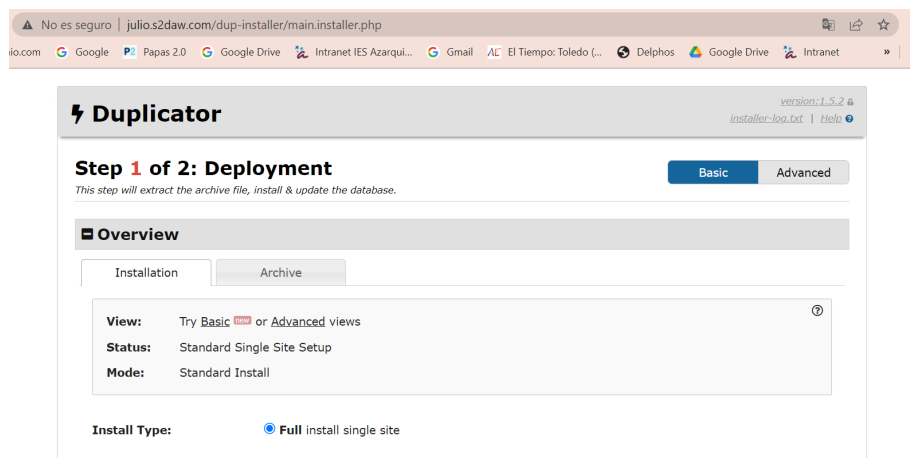 No es seguro | julio.s2daw.com/dup-installer/main.installer.php
nio.com Google Papas 2.0 Google Drive Intranet IES Azarqui... Gmail El Tiempo: Toledo (... Delphos Google Drive Intranet »
Duplicator
version:1.5.2
installer-log.txt | Help
Step 1 of 2: Deployment
This step will extract the archive file, install & update the database.
Basic Advanced
Overview
Installation Archive
View: Try Basic new or Advanced views
Status: Standard Single Site Setup
Mode: Standard Install
Install Type: Full install single site